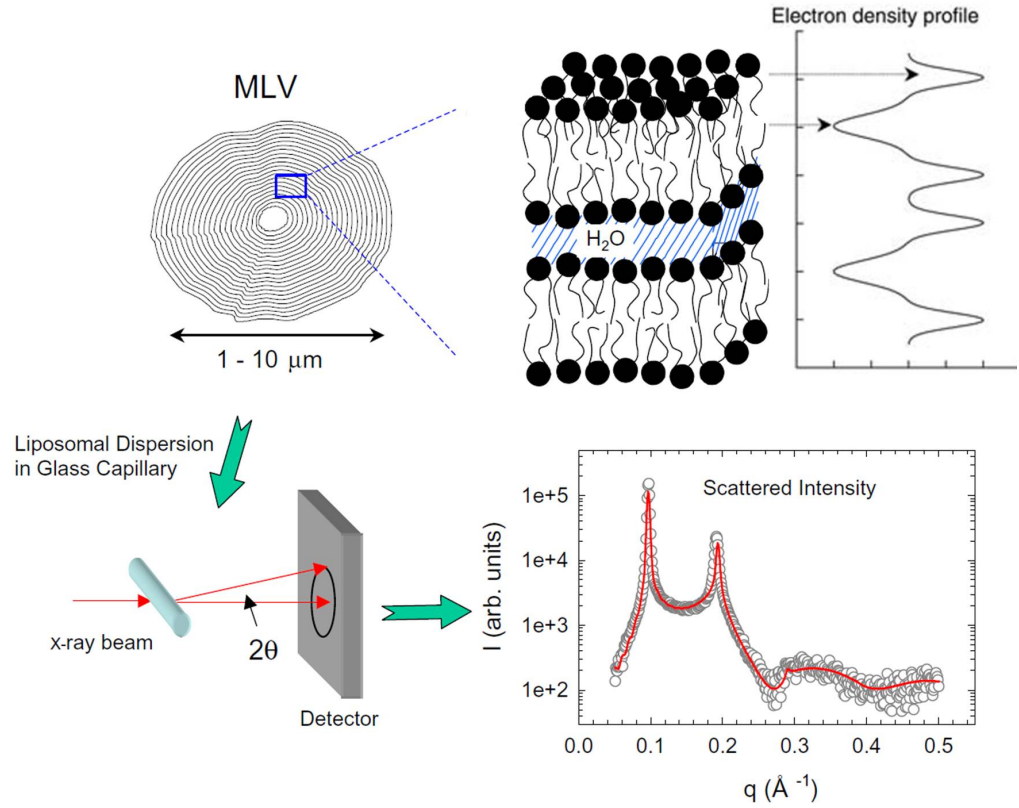 Electron density profile
MLV
H₂O
1 - 10 μm
Liposomal Dispersion
in Glass Capillary
x-ray beam
2θ
Detector
Scattered Intensity
I (arb. units)
1e+5
1e+4
1e+3
1e+2
0.0 0.1 0.2 0.3 0.4 0.5
q (Å ⁻¹)